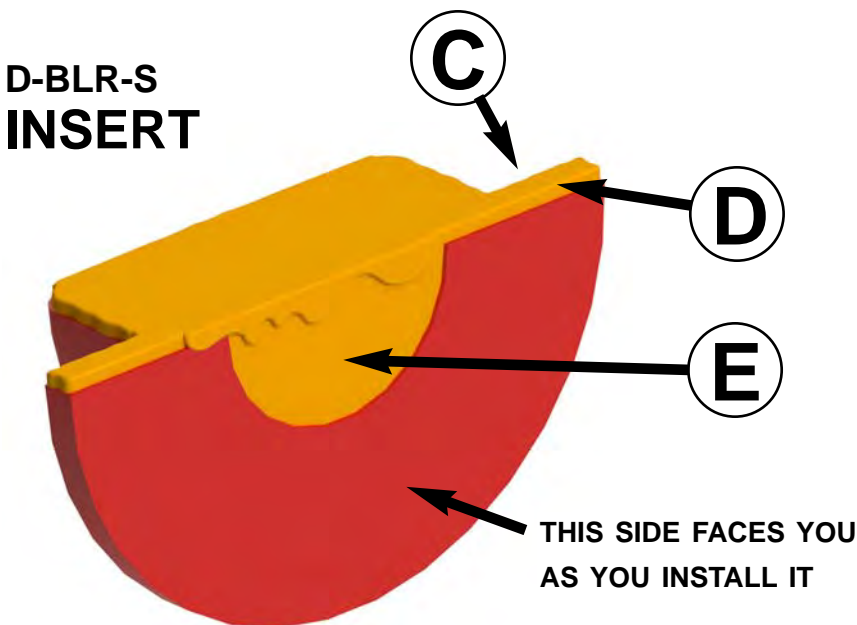 D-BLR-S
INSERT
C
D
E
THIS SIDE FACES YOU
AS YOU INSTALL IT